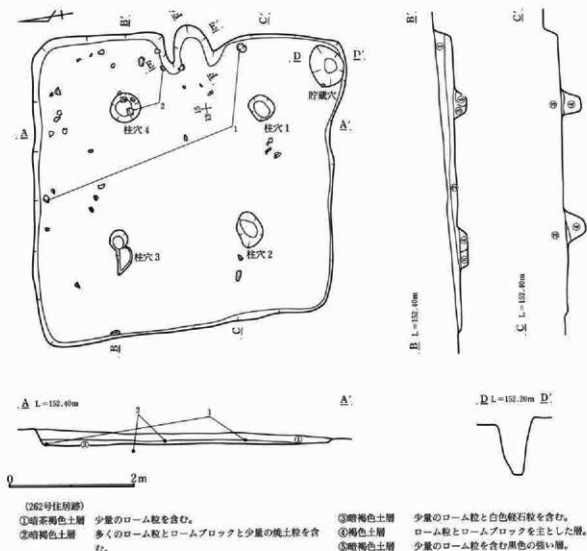 B′
E′
C′
E
D
D′
貯蔵穴
2
柱穴 4
柱穴 1
1
A
A′
柱穴 3
柱穴 2
B
C
B′
C′
B L=152.40m
C L=152.40m
A L=152.40m
A′
2
1
D L=152.20m D′
0 2m
(262号住居跡)
①暗茶褐色土層 少量のローム粒を含む。
②暗褐色土層 多くのローム粒とロームブロックと少量の焼土粒を含
む。
③暗褐色土層 少量のローム粒と白色軽石粒を含む。
④褐色土層 ローム粒とロームブロックを主とした層。
⑤暗褐色土層 少量のローム粒を含む黒色の強い層。